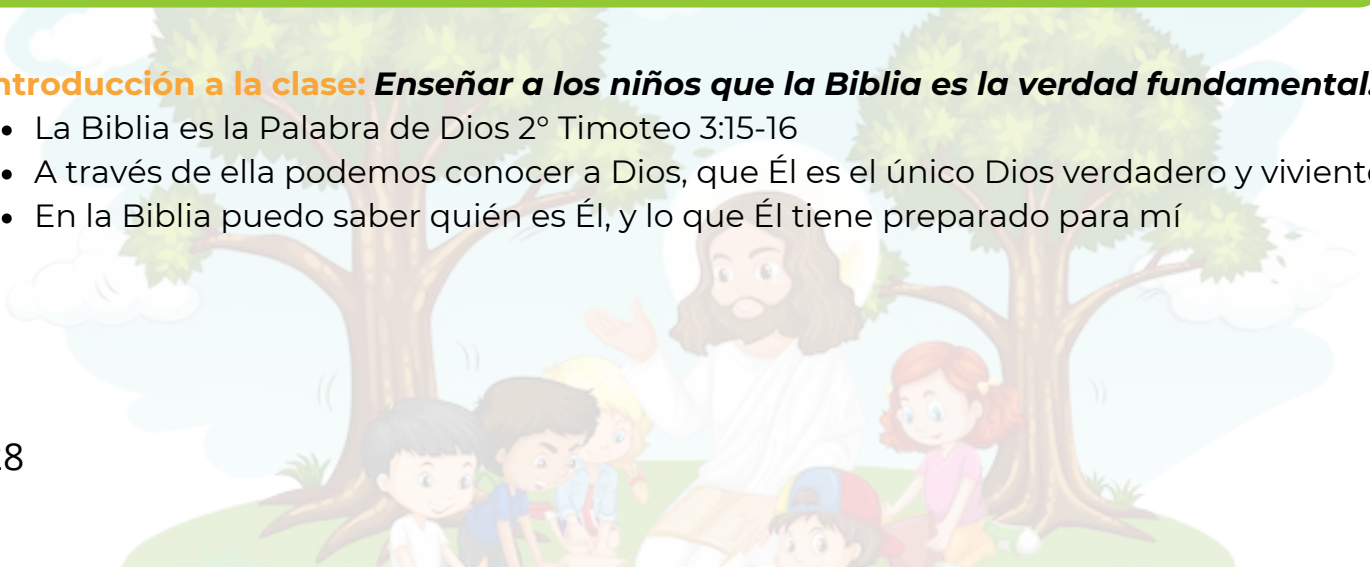 ntroducción a la clase: Enseñar a los niños que la Biblia es la verdad fundamental.
• La Biblia es la Palabra de Dios 2° Timoteo 3:15-16
• A través de ella podemos conocer a Dios, que Él es el único Dios verdadero y viviente
• En la Biblia puedo saber quién es Él, y lo que Él tiene preparado para mí
8